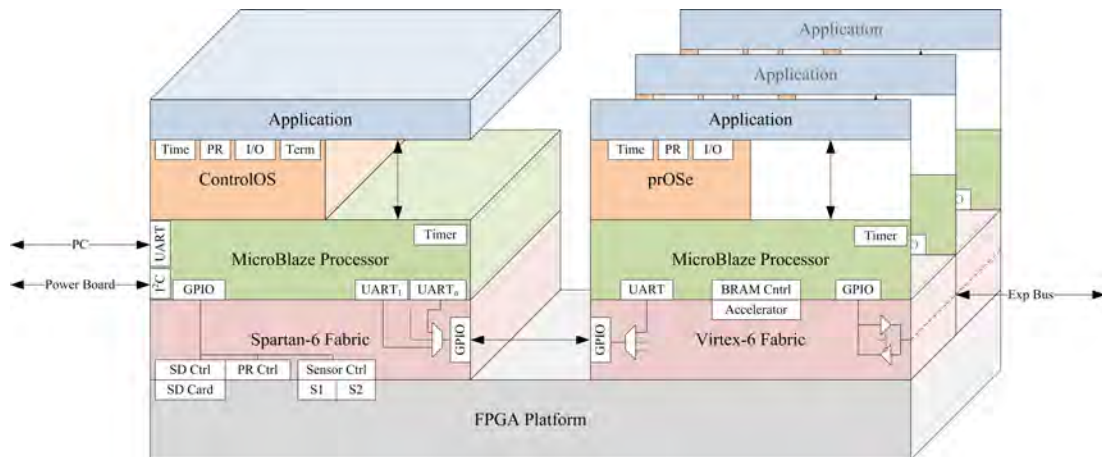 Application
Application
Application
Application
Time PR I/O Term
Time PR I/O
ControlOS
prOSe
PC
UART
Timer
Timer
MicroBlaze Processor
MicroBlaze Processor
O
O
Power Board
I²C
GPIO
UART₁
UARTₙ
UART
BRAM Cntrl
GPIO
Accelerator
Exp Bus
Spartan-6 Fabric
GPIO
GPIO
Virtex-6 Fabric
SD Ctrl
PR Ctrl
Sensor Ctrl
SD Card
S1
S2
FPGA Platform